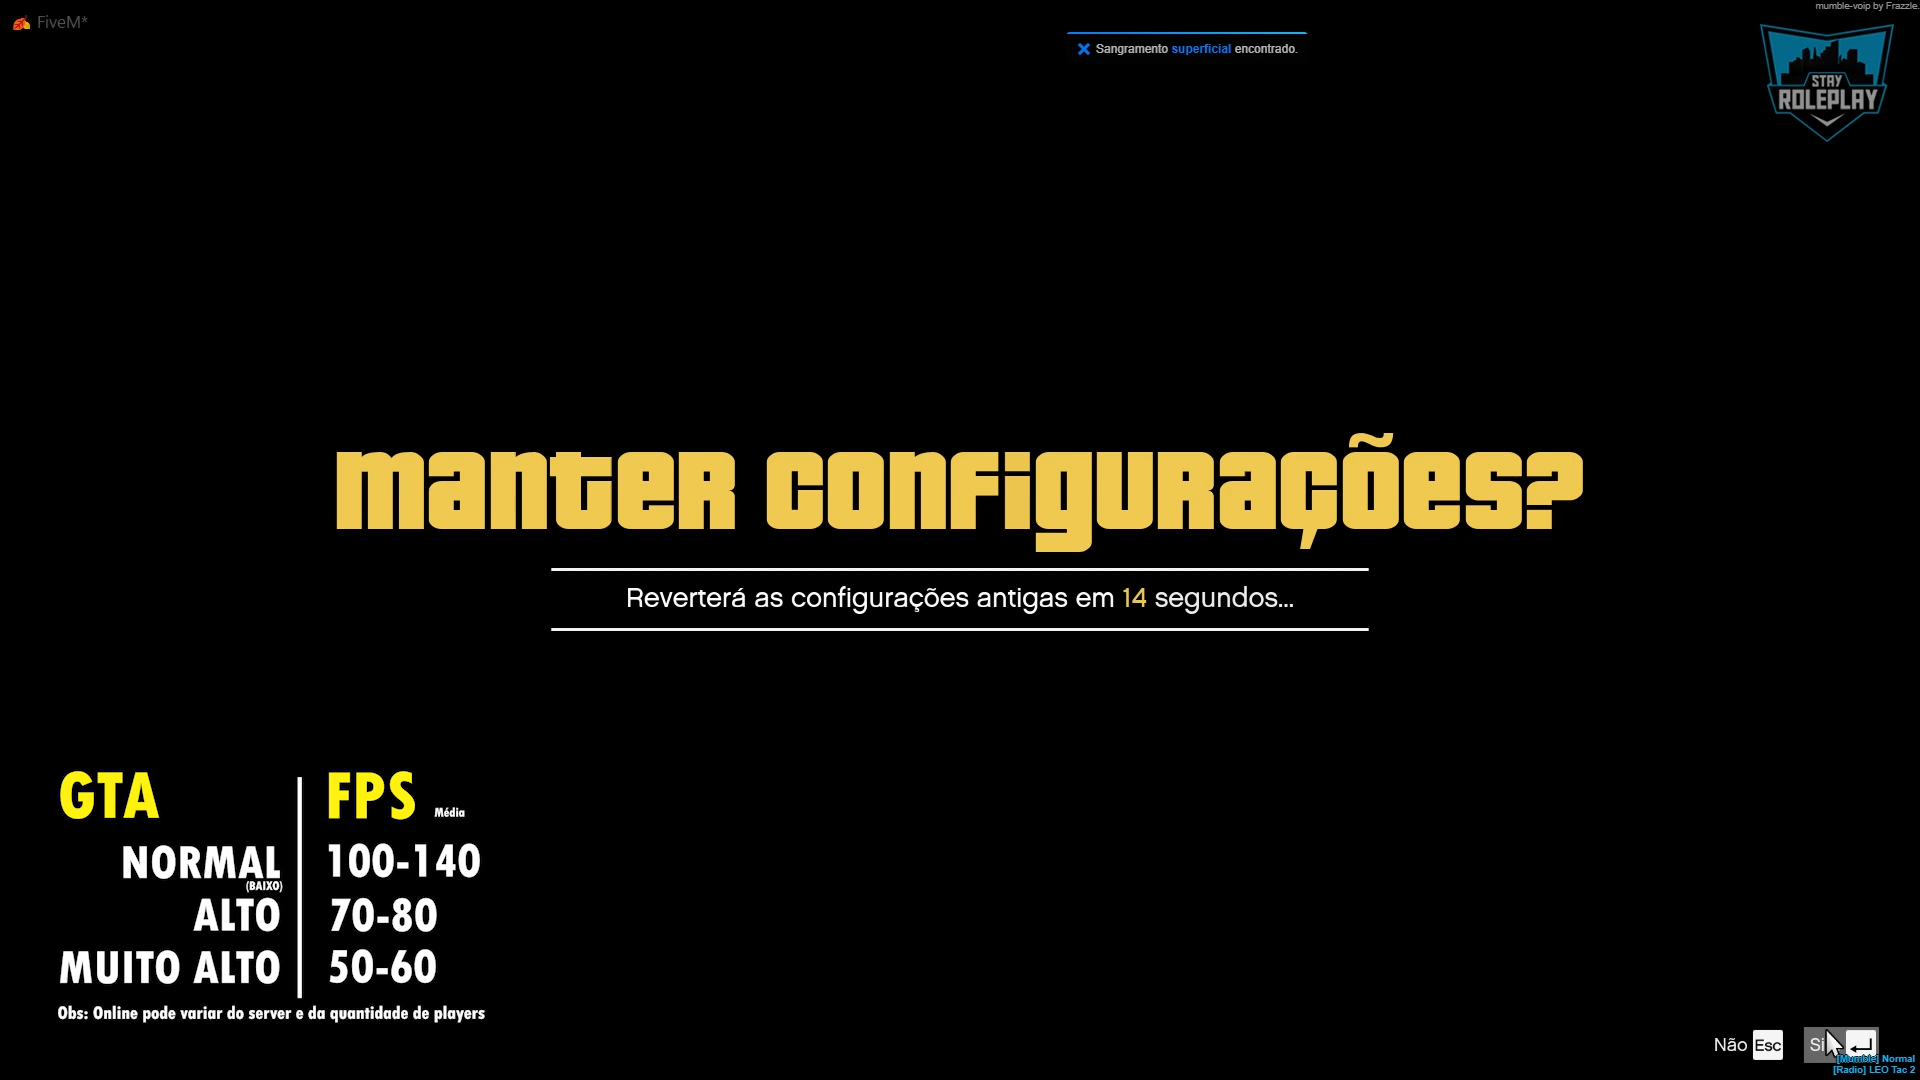 FiveM*
mumble-voip by Frazzle.
Sangramento superficial encontrado.
STAY
ROLEPLAY
manter configurações?
Reverterá as configurações antigas em 14 segundos...
GTA FPS Média
NORMAL 100-140
(BAIXO)
ALTO 70-80
MUITO ALTO 50-60
Obs: Online pode variar do server e da quantidade de players
Não Esc
[Mumble] Normal
[Radio] LEO Tac 2